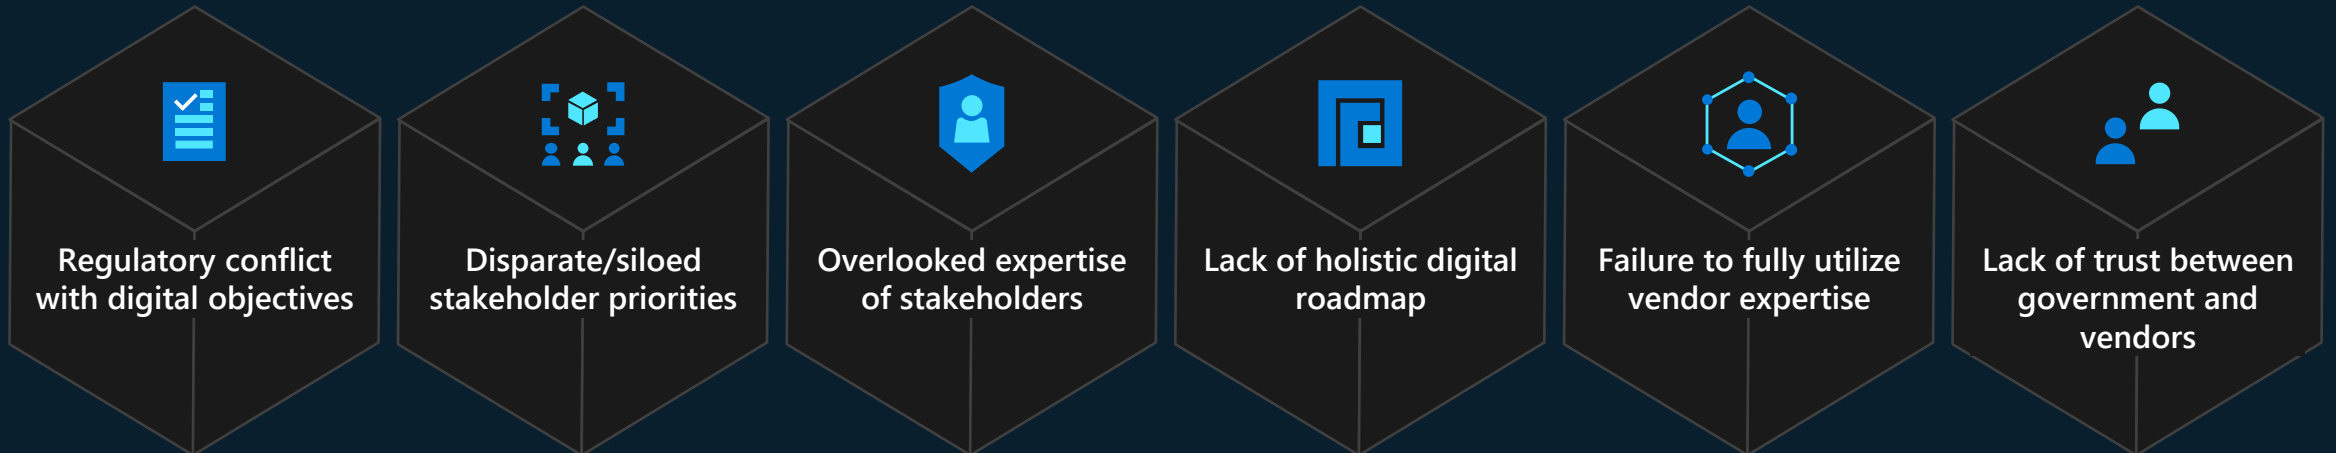 Regulatory conflict
with digital objectives
Disparate/siloed
stakeholder priorities
Overlooked expertise
of stakeholders
Lack of holistic digital
roadmap
Failure to fully utilize
vendor expertise
Lack of trust between
government and
vendors